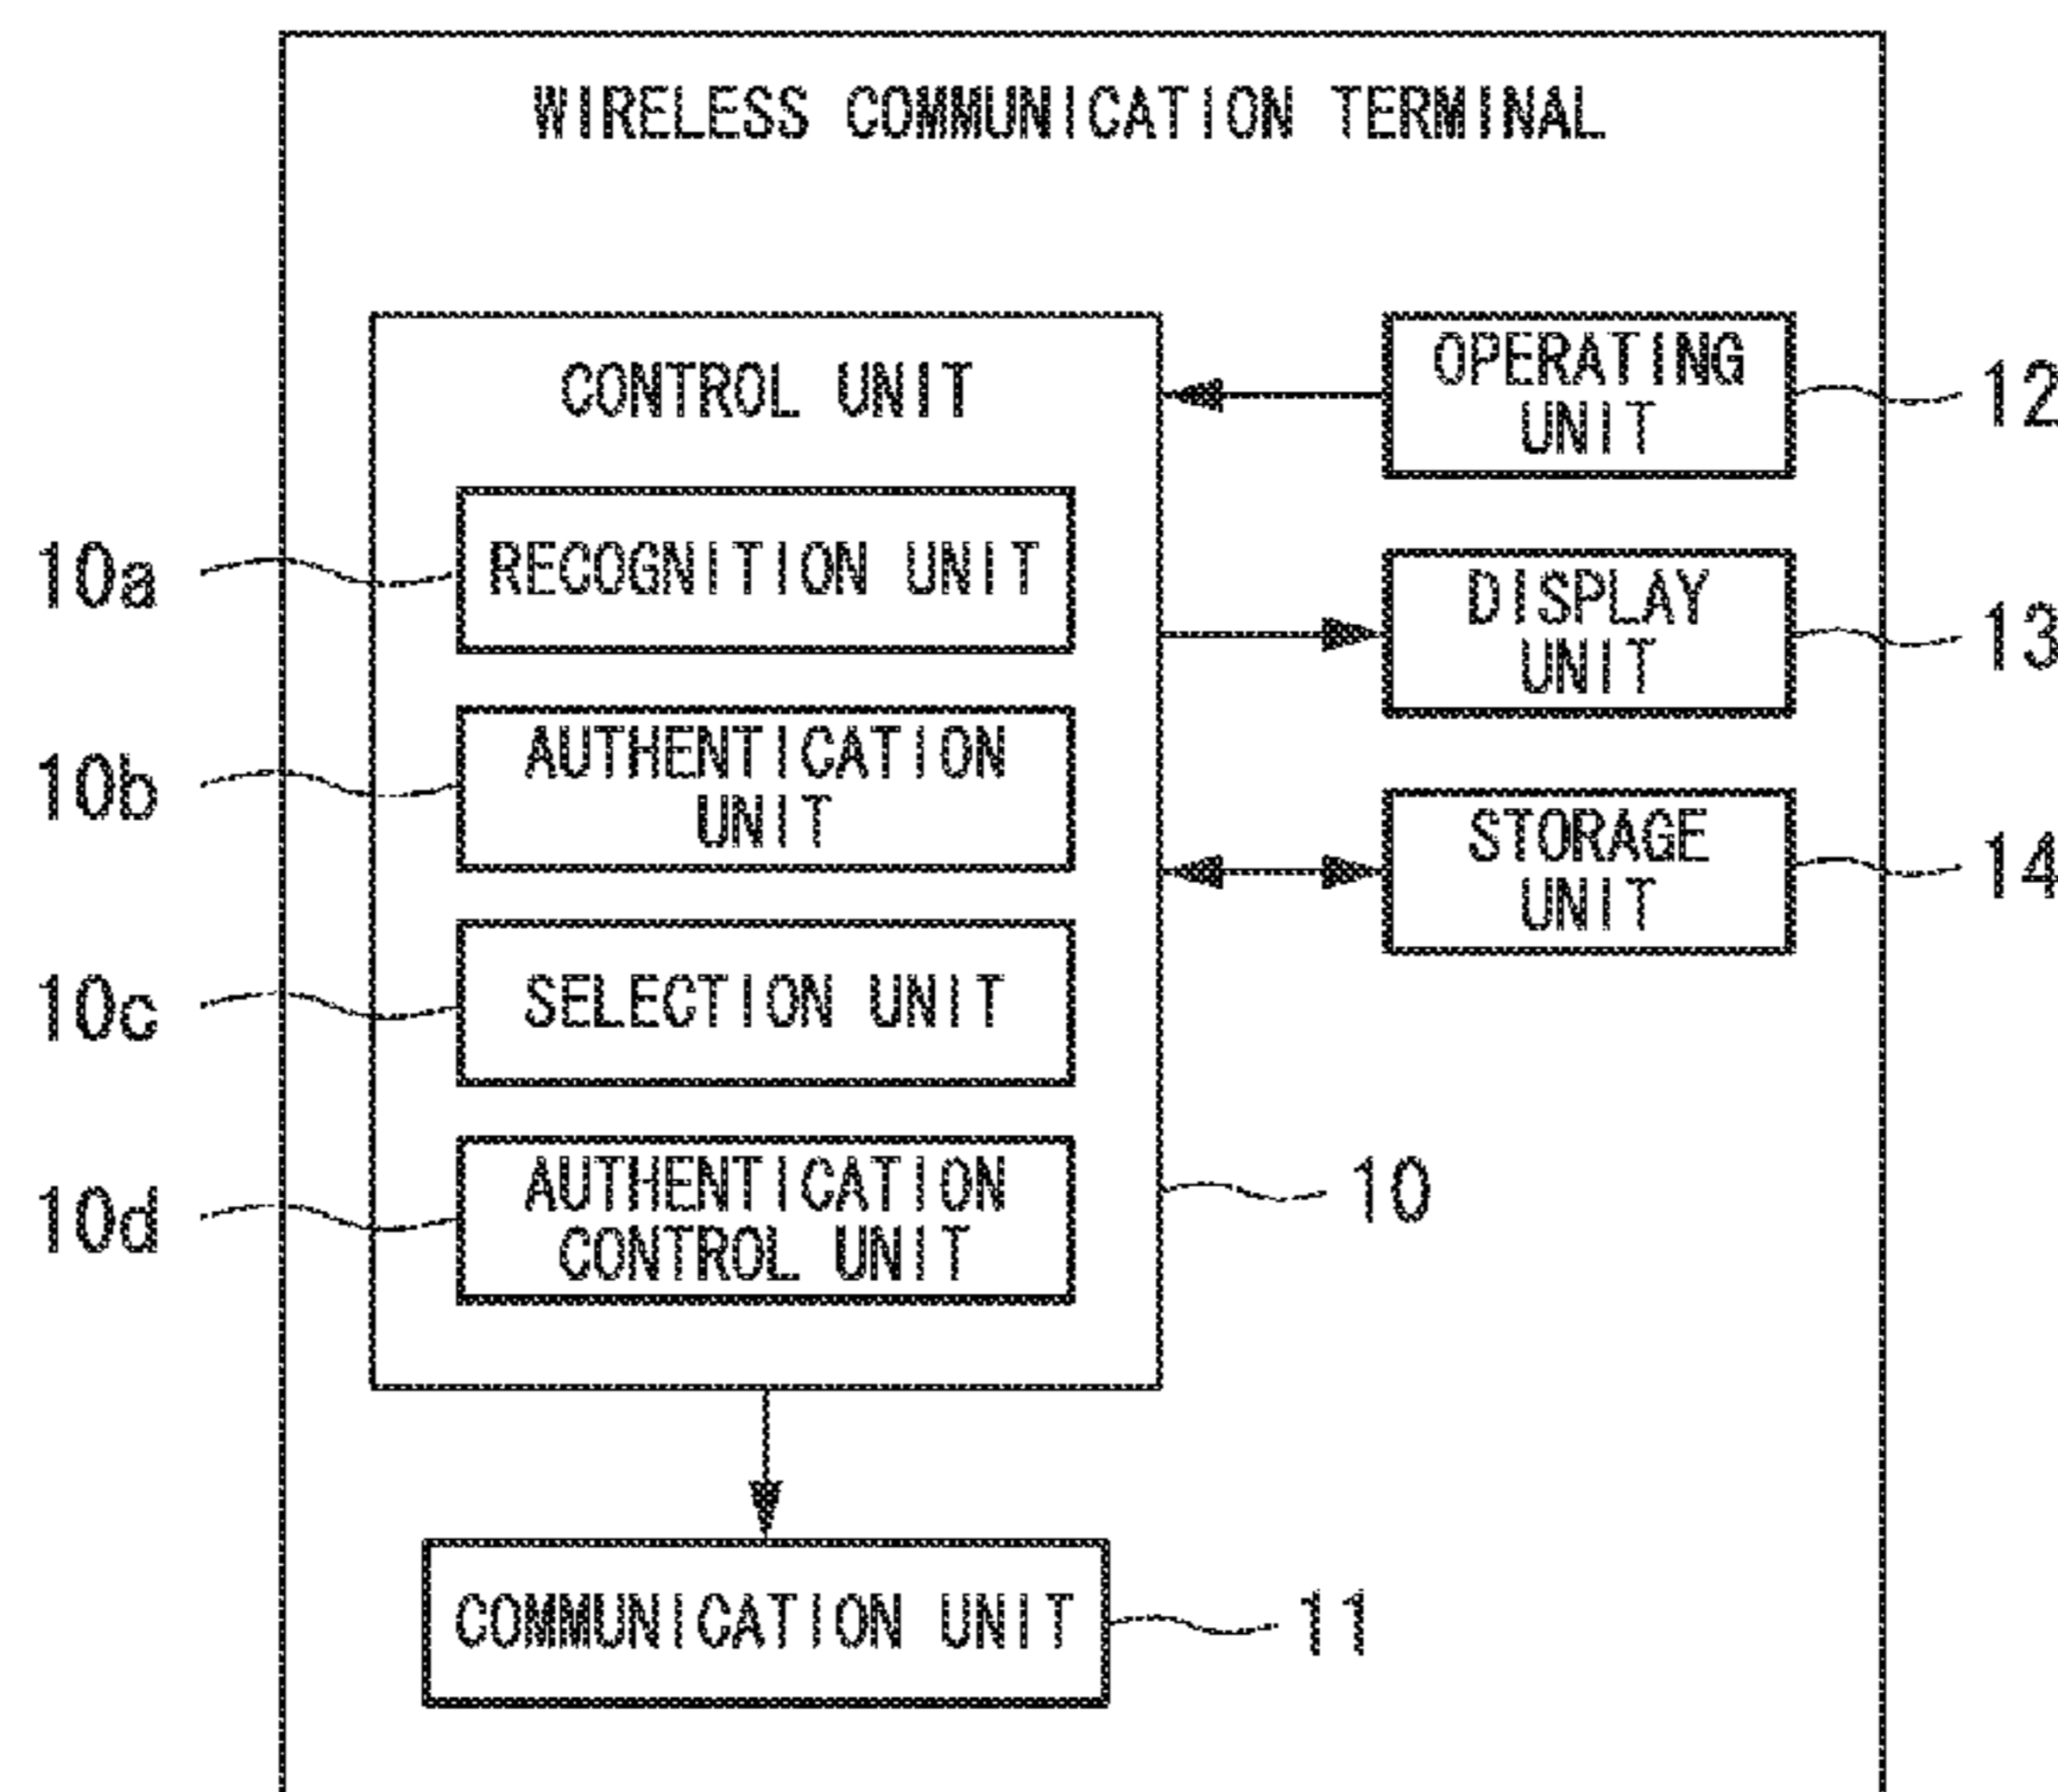 WIRELESS COMMUNICATION TERMINAL
CONTROL UNIT
OPERATING
UNIT
12
10a
RECOGNITION UNIT
DISPLAY
UNIT
13
10b
AUTHENTICATION
UNIT
STORAGE
UNIT
14
10c
SELECTION UNIT
10d
AUTHENTICATION
CONTROL UNIT
10
COMMUNICATION UNIT
11